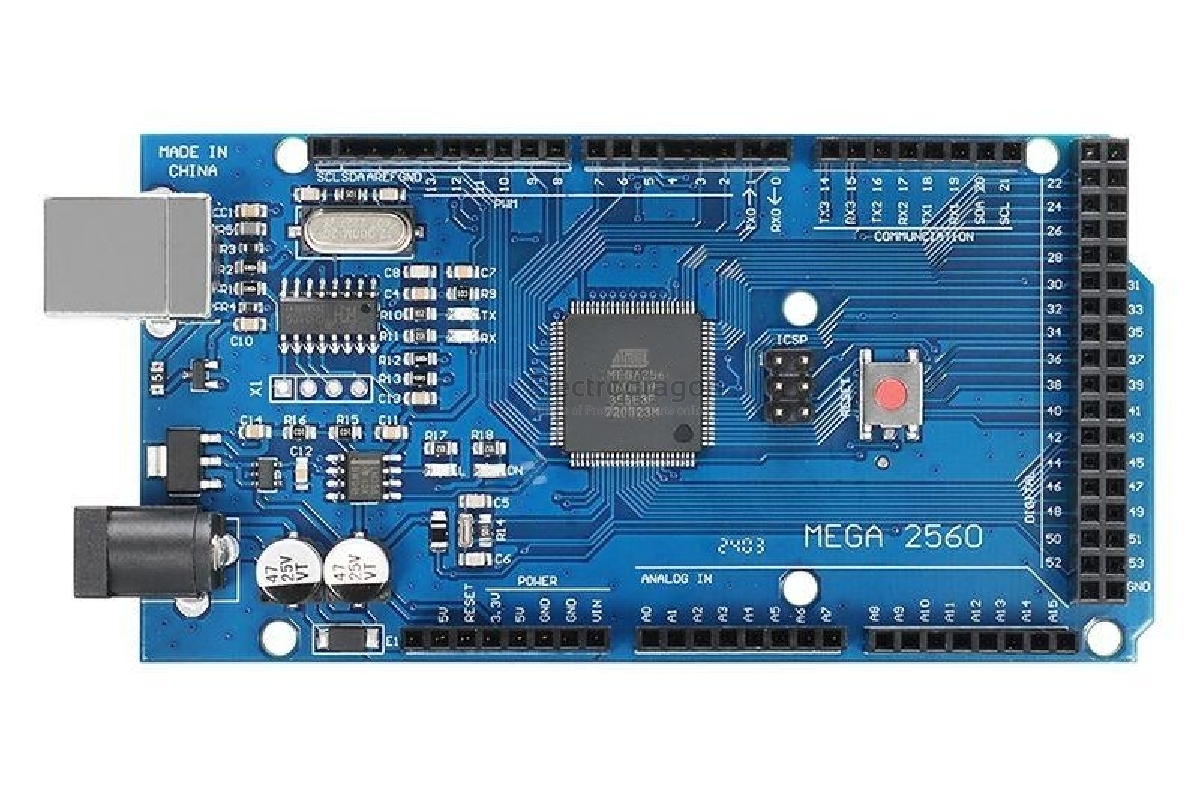 MADE IN
CHINA
SCLSDAAREFGND
13
12
11
10
9
8
7
6
5
4
3
2
TX0→1
RX0←0
PWM
TX3 14
RX3 15
TX2 16
RX2 17
TX1 18
RX1 19
SDA 20
SCL 21
COMMUNCIATION
22
24
26
28
30
31
32
33
34
35
36
37
38
39
40
41
42
43
44
45
46
47
48
49
50
51
52
53
GND
DIGITAL
R3
C10
C8
C7
C4
R9
R10
TX
R11
RX
R12
R13
C13
X1
C14
R16
R15
C11
C12
R17
R18
L
ON
C5
R14
C6
ATMEL
ICSP
RESET
47
25V
VT
47
25V
VT
MEGA 2560
2403
POWER
ANALOG IN
5V
RESET
3.3V
5V
GND
GND
VIN
A0
A1
A2
A3
A4
A5
A6
A7
A8
A9
A10
A11
A12
A13
A14
A15
E1